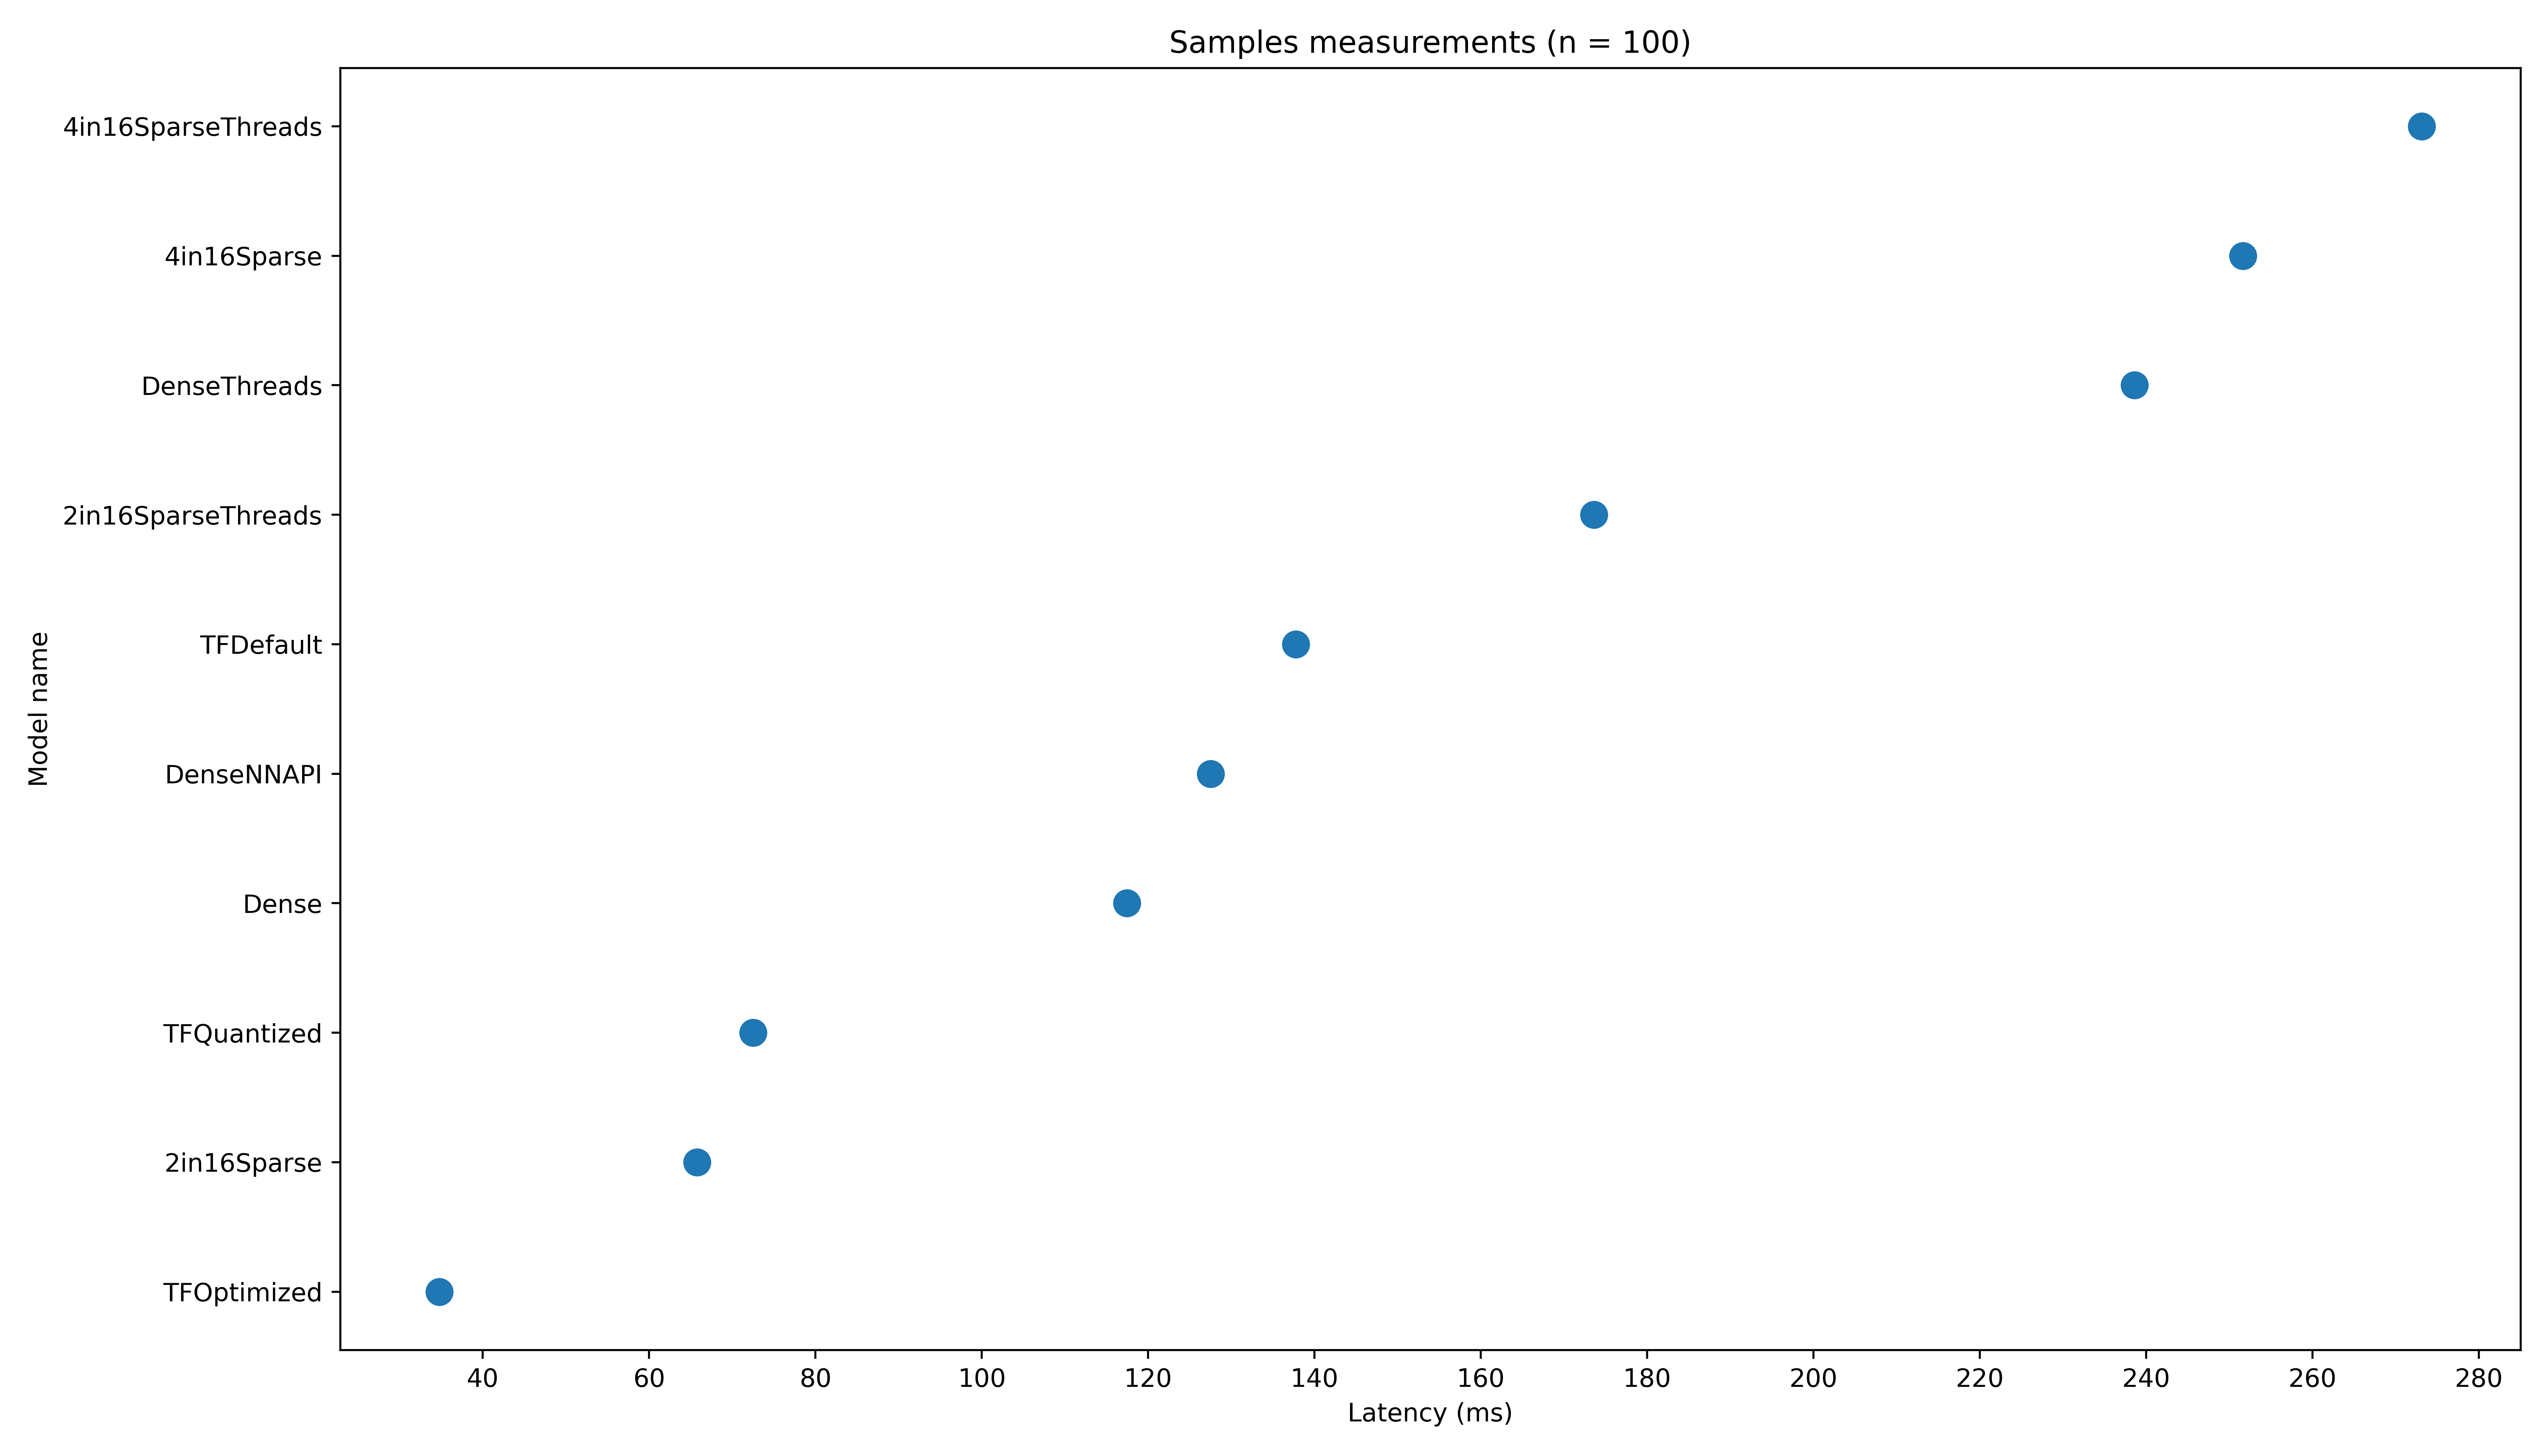 Samples measurements (n = 100)
4in16SparseThreads
4in16Sparse
DenseThreads
2in16SparseThreads
TFDefault
DenseNNAPI
Dense
TFQuantized
2in16Sparse
TFOptimized
Model name
40 60 80 100 120 140 160 180 200 220 240 260 280
Latency (ms)